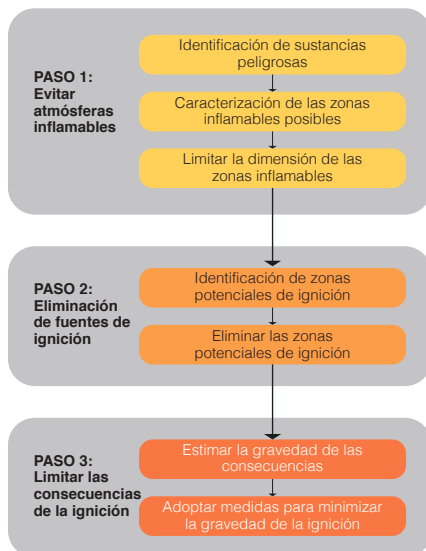 PASO 1:
Evitar
atmósferas
inflamables
Identificación de sustancias
peligrosas
Caracterización de las zonas
inflamables posibles
Limitar la dimensión de las
zonas inflamables
PASO 2:
Eliminación
de fuentes de
ignición
Identificación de zonas
potenciales de ignición
Eliminar las zonas
potenciales de ignición
PASO 3:
Limitar las
consecuencias
de la ignición
Estimar la gravedad de las
consecuencias
Adoptar medidas para minimizar
la gravedad de la ignición